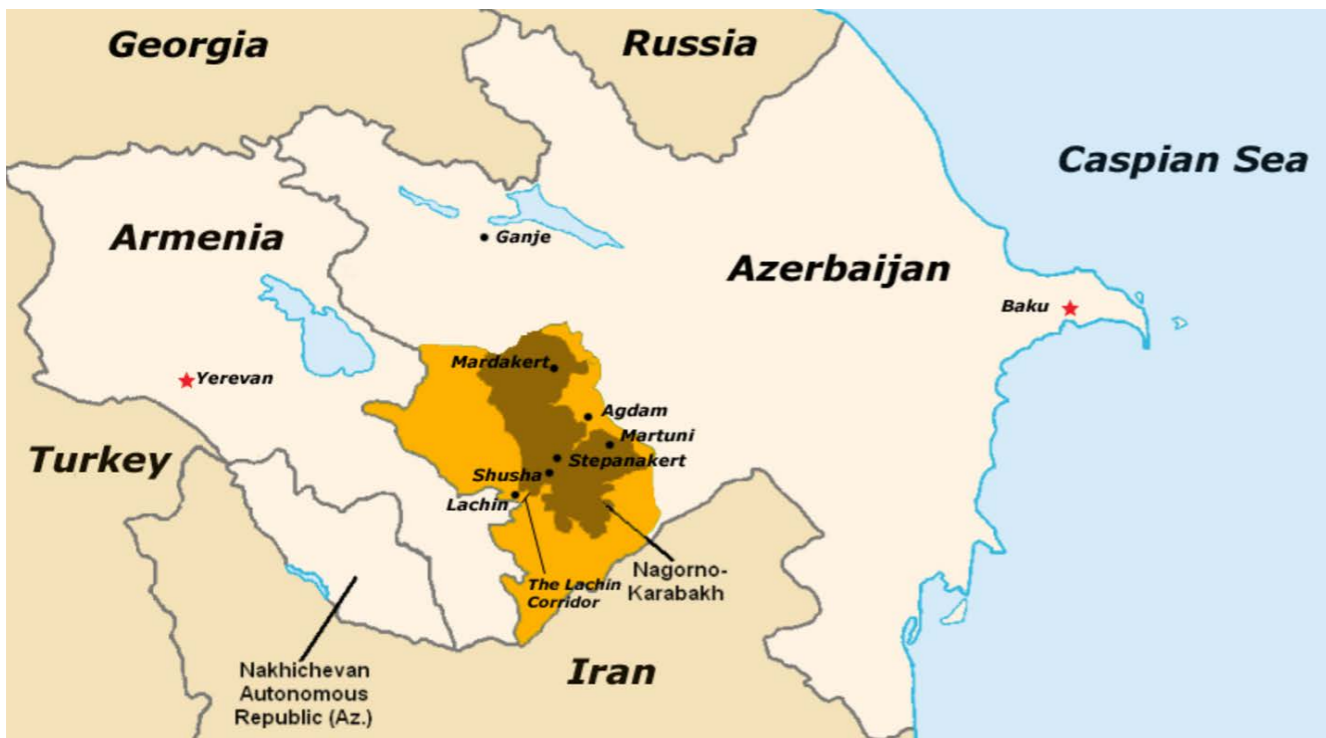 Georgia
Russia
Caspian Sea
Armenia
Ganje
Azerbaijan
Baku
Mardakert
Yerevan
Agdam
Martuni
Turkey
Stepanakert
Shusha
Lachin
The Lachin
Corridor
Nagorno-
Karabakh
Iran
Nakhichevan
Autonomous
Republic (Az.)